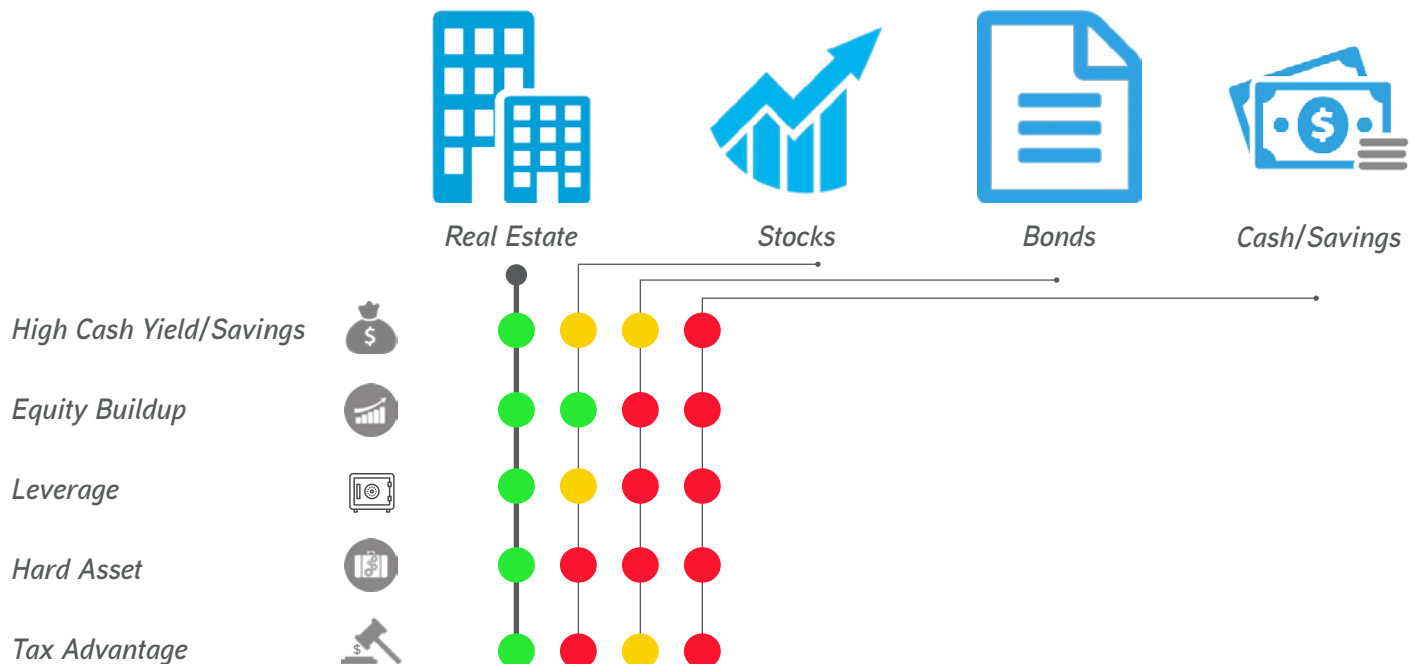 Real Estate
Stocks
Bonds
Cash/Savings
High Cash Yield/Savings
Equity Buildup
Leverage
Hard Asset
Tax Advantage
$
$
$